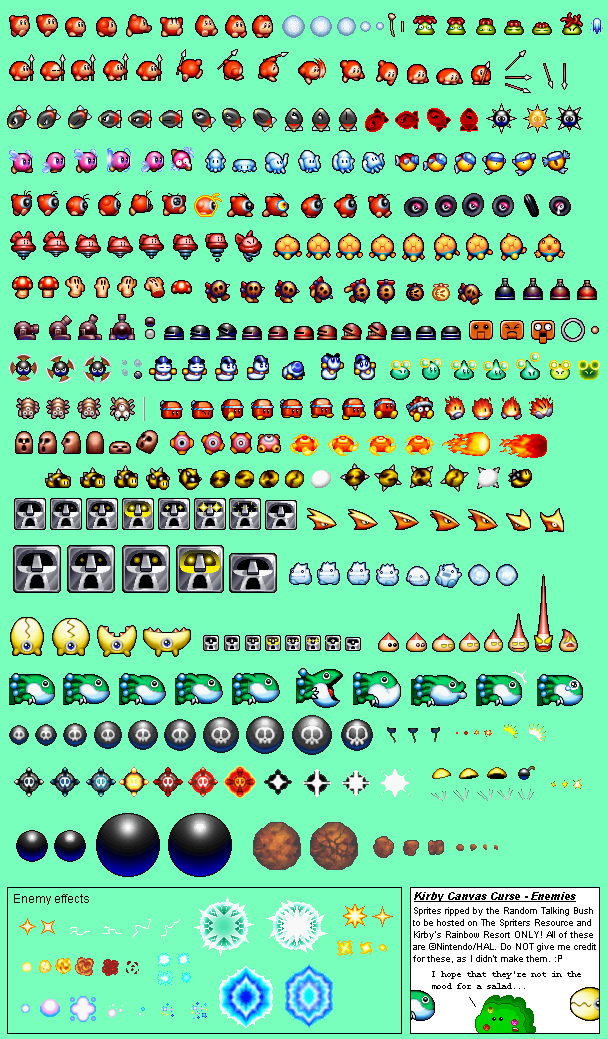 Enemy effects
Kirby Canvas Curse - Enemies
Sprites ripped by the Random Talking Bush
to be hosted on The Spriters Resource and
Kirby's Rainbow Resort ONLY! All of these
are ©Nintendo/HAL. Do NOT give me credit
for these, as I didn't make them. :P
I hope that they're not in the
mood for a salad...